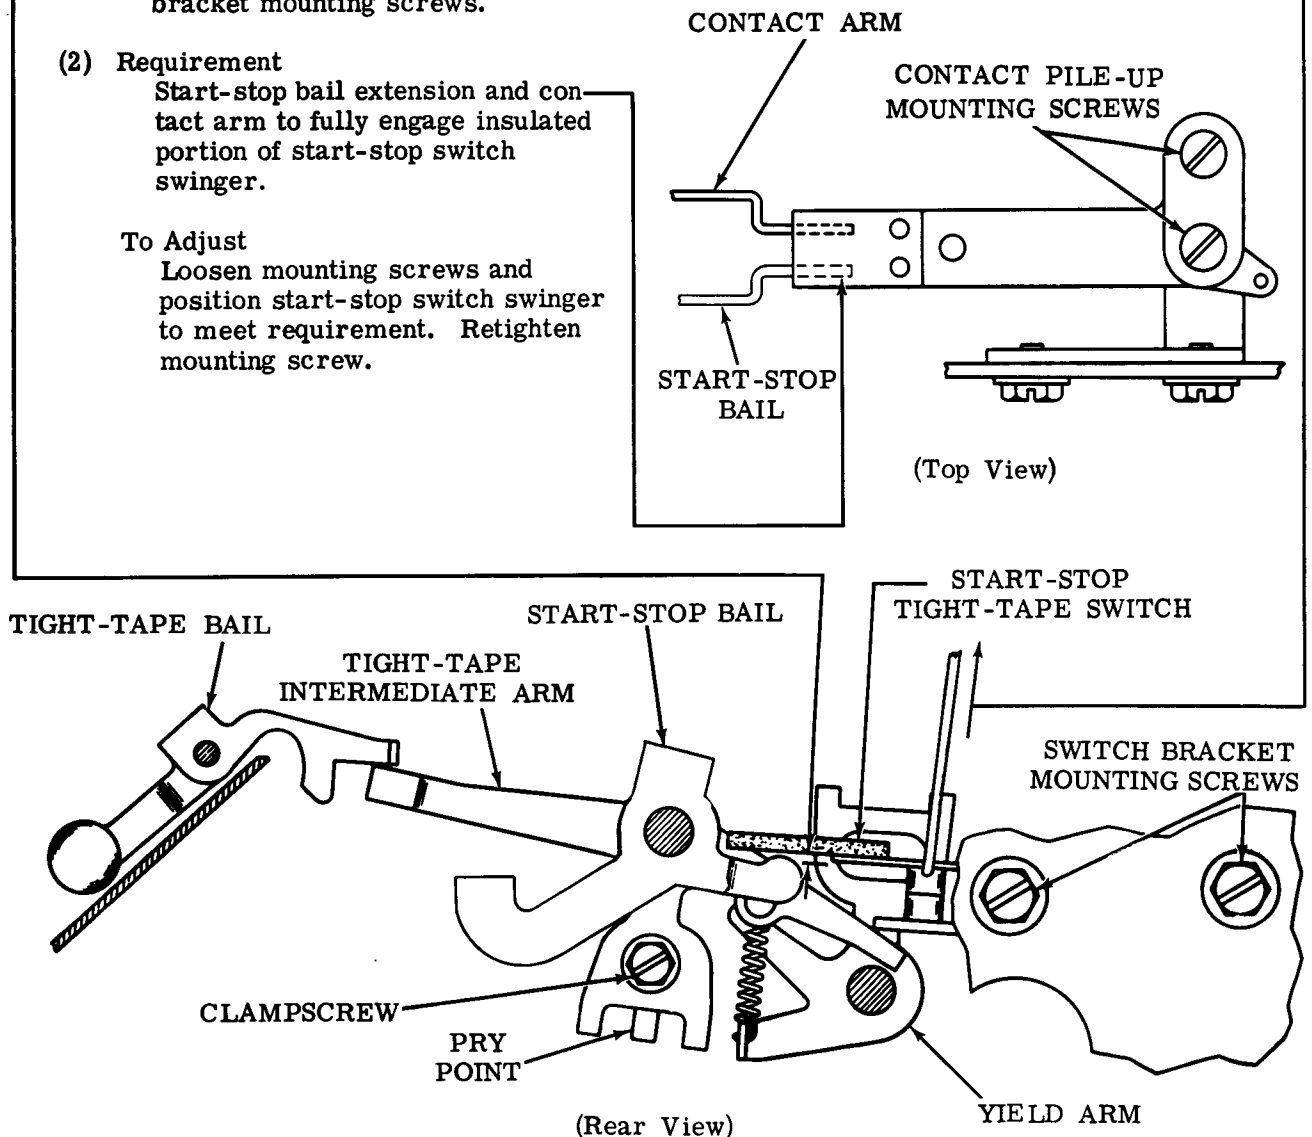 bracket mounting screws.
(2) Requirement
Start-stop bail extension and con-
tact arm to fully engage insulated
portion of start-stop switch
swinger.
To Adjust
Loosen mounting screws and
position start-stop switch swinger
to meet requirement. Retighten
mounting screw.
CONTACT ARM
CONTACT PILE-UP
MOUNTING SCREWS
START-STOP
BAIL
(Top View)
TIGHT-TAPE BAIL
TIGHT-TAPE
INTERMEDIATE ARM
START-STOP BAIL
START-STOP
TIGHT-TAPE SWITCH
SWITCH BRACKET
MOUNTING SCREWS
CLAMPSCREW
PRY
POINT
YIELD ARM
(Rear View)